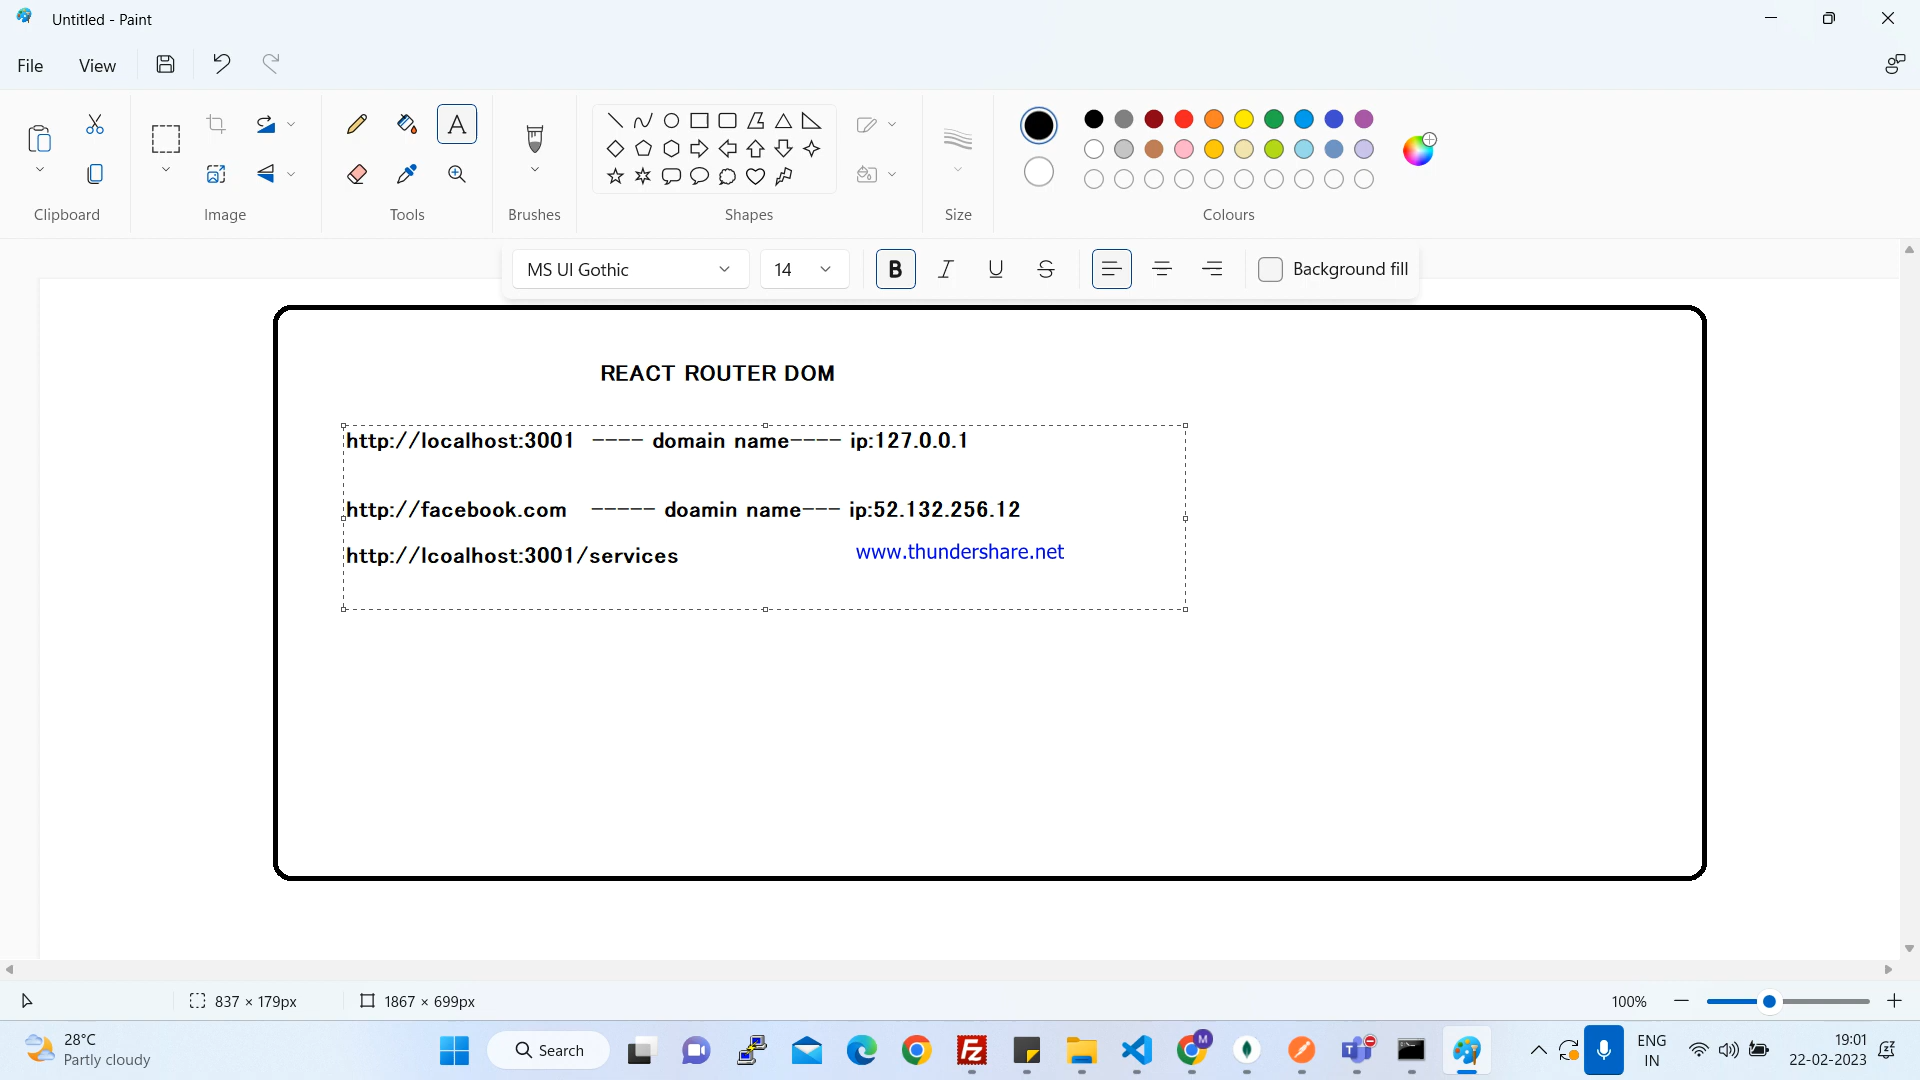 Untitled - Paint
File View
Clipboard Image Tools Brushes Shapes Size Colours
MS UI Gothic 14 B I U S Background fill
REACT ROUTER DOM
http://localhost:3001 ---- domain name---- ip:127.0.0.1
http://facebook.com ----- doamin name--- ip:52.132.256.12
http://lcoalhost:3001/services
www.thundershare.net
837 × 179px 1867 × 699px 100%
28°C
Partly cloudy
Search
M
ENG
IN
19:01
22-02-2023